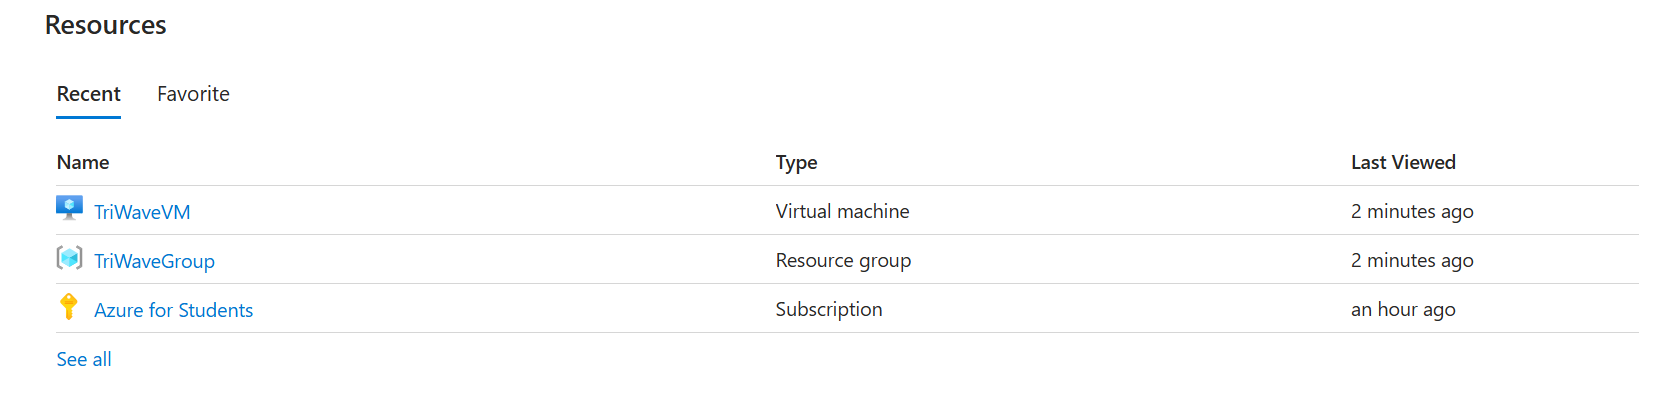 Resources
Recent Favorite
Name Type Last Viewed
TriWaveVM Virtual machine 2 minutes ago
TriWaveGroup Resource group 2 minutes ago
Azure for Students Subscription an hour ago
See all